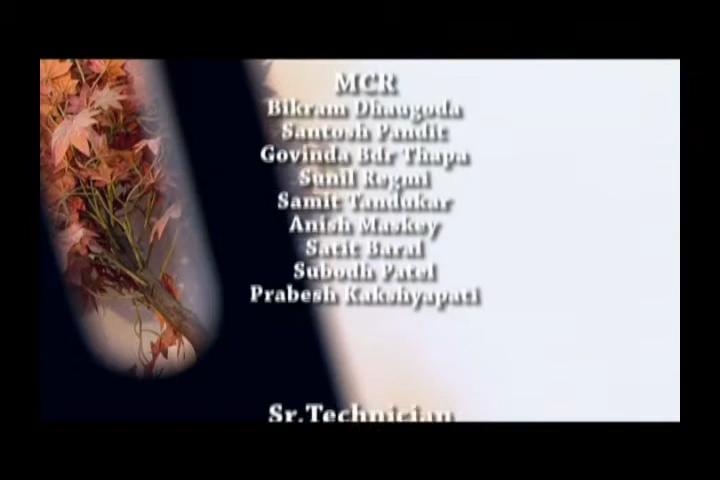 MCR
Bikram Dhaugoda
Santosh Pandit
Govinda Bdr Thapa
Sunil Regmi
Samit Tandukar
Anish Maskey
Satit Baral
Subodh Patel
Prabesh Kakshyapati
Sr.Technician